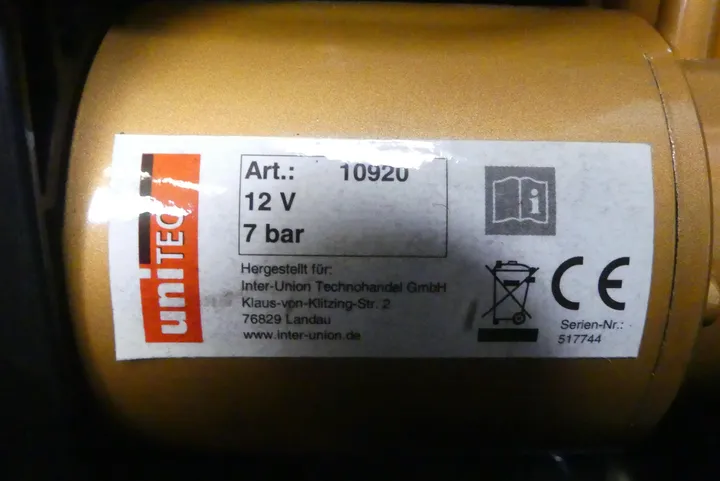 uniTEC
Art.: 10920
12 V
7 bar
Hergestellt für:
Inter-Union Technohandel GmbH
Klaus-von-Klitzing-Str. 2
76829 Landau
www.inter-union.de
i
CE
Serien-Nr.:
517744